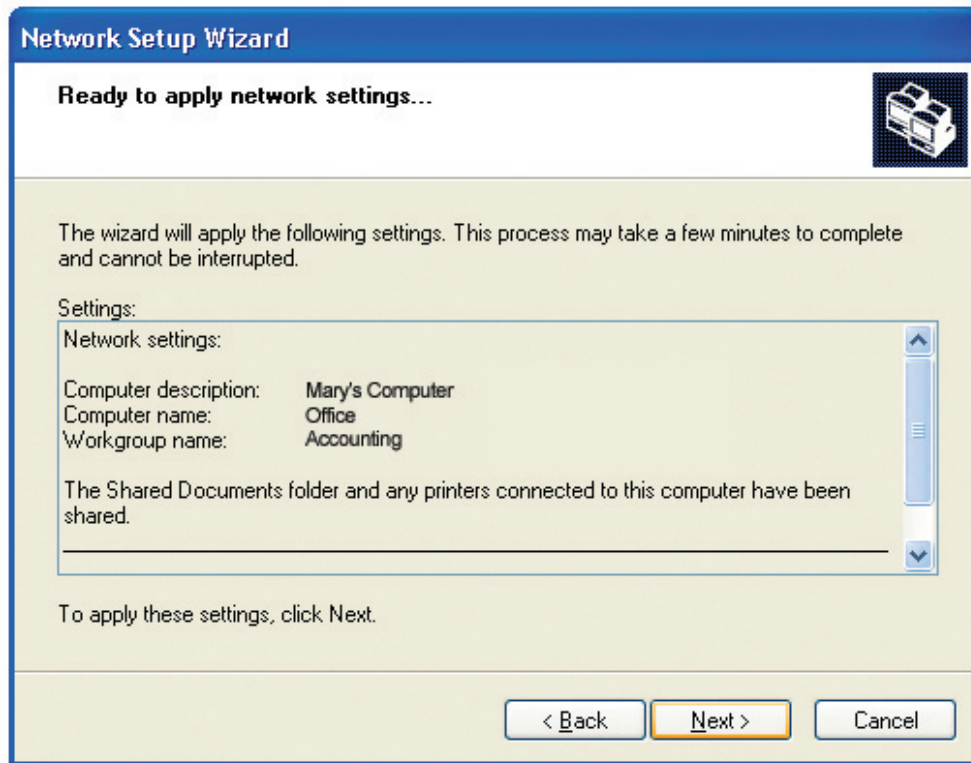 Network Setup Wizard
Ready to apply network settings...
The wizard will apply the following settings. This process may take a few minutes to complete
and cannot be interrupted.
Settings:
Network settings:
Computer description: Mary's Computer
Computer name: Office
Workgroup name: Accounting
The Shared Documents folder and any printers connected to this computer have been
shared.
To apply these settings, click Next.
< Back Next > Cancel